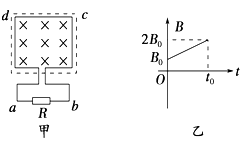 d c
× × ×
× × ×
× × ×
a b
R
甲
B
2B₀
B₀
O t₀ t
乙